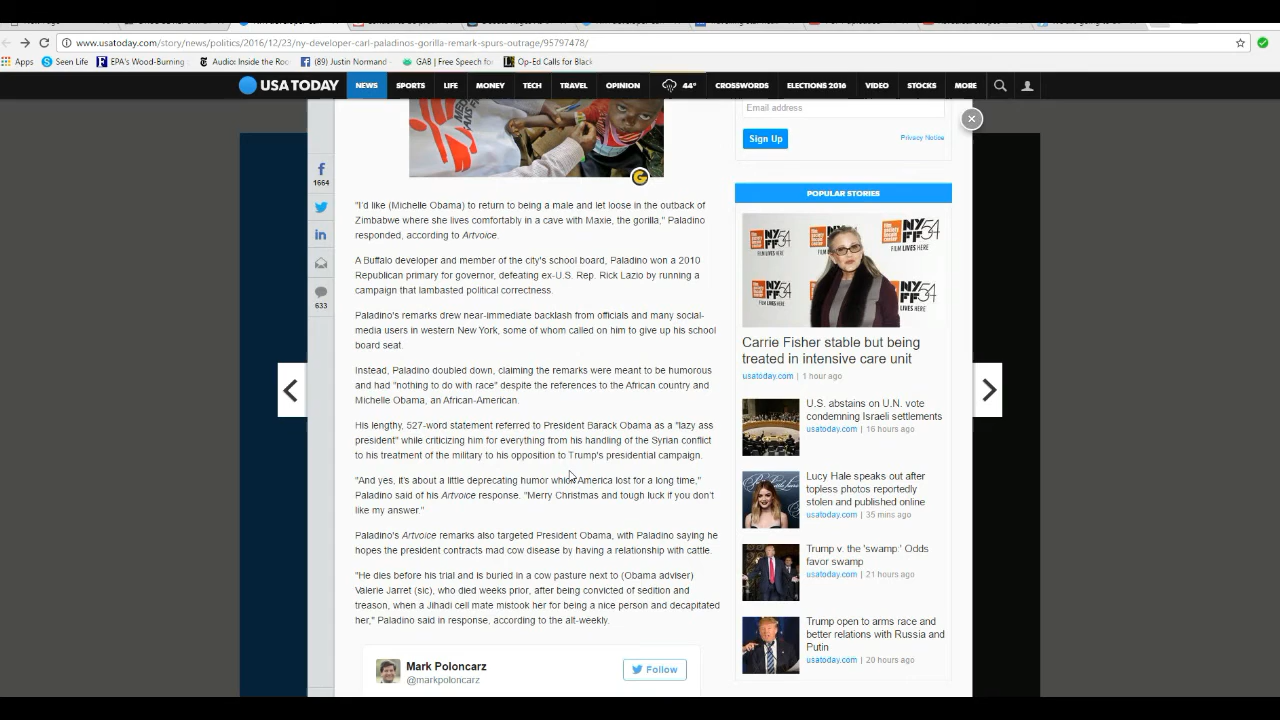 www.usatoday.com/story/news/politics/2016/12/23/ny-developer-carl-paladinos-gorilla-remark-spurs-outrage/95797478/
Apps Seen Life EPA's Wood-Burning Audio: Inside the Ro (89) Justin Normand - GAB | Free Speech fo Op-Ed Calls for Black
USA TODAY NEWS SPORTS LIFE MONEY TECH TRAVEL OPINION 44° CROSSWORDS ELECTIONS 2016 VIDEO STOCKS MORE
Email address
Sign Up
Privacy Notice
1664
633
"I'd like (Michelle Obama) to return to being a male and let loose in the outback of
Zimbabwe where she lives comfortably in a cave with Maxie, the gorilla," Paladino
responded, according to Artvoice.
A Buffalo developer and member of the city's school board, Paladino won a 2010
Republican primary for governor, defeating ex-U.S. Rep. Rick Lazio by running a
campaign that lambasted political correctness.
Paladino's remarks drew near-immediate backlash from officials and many social-
media users in western New York, some of whom called on him to give up his school
board seat.
Instead, Paladino doubled down, claiming the remarks were meant to be humorous
and had "nothing to do with race" despite the references to the African country and
Michelle Obama, an African-American.
His lengthy, 527-word statement referred to President Barack Obama as a "lazy ass
president" while criticizing him for everything from his handling of the Syrian conflict
to his treatment of the military to his opposition to Trump's presidential campaign.
"And yes, it's about a little deprecating humor which America lost for a long time,"
Paladino said of his Artvoice response. "Merry Christmas and tough luck if you don't
like my answer."
Paladino's Artvoice remarks also targeted President Obama, with Paladino saying he
hopes the president contracts mad cow disease by having a relationship with cattle.
"He dies before his trial and is buried in a cow pasture next to (Obama adviser)
Valerie Jarret (sic), who died weeks prior, after being convicted of sedition and
treason, when a Jihadi cell mate mistook her for being a nice person and decapitated
her," Paladino said in response, according to the alt-weekly.
Mark Poloncarz
@markpoloncarz
Follow
POPULAR STORIES
Carrie Fisher stable but being
treated in intensive care unit
usatoday.com | 1 hour ago
U.S. abstains on U.N. vote
condemning Israeli settlements
usatoday.com | 16 hours ago
Lucy Hale speaks out after
topless photos reportedly
stolen and published online
usatoday.com | 35 mins ago
Trump v. the 'swamp:' Odds
favor swamp
usatoday.com | 21 hours ago
Trump open to arms race and
better relations with Russia and
Putin
usatoday.com | 20 hours ago